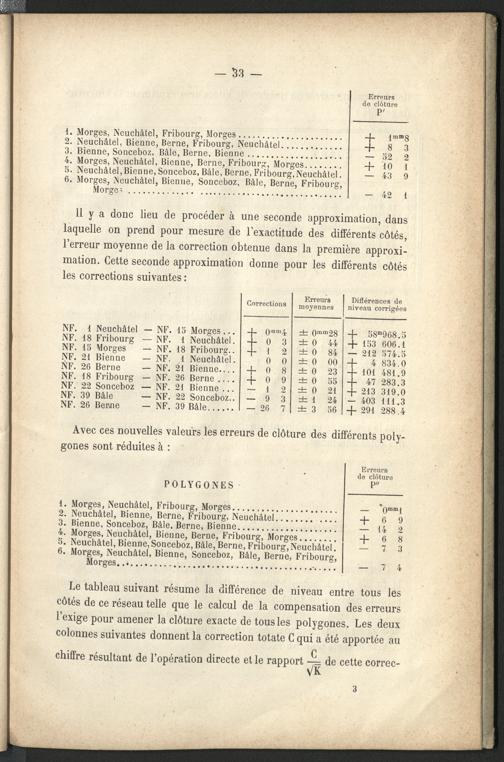 — 33 —
Erreurs
de clôture
P'
1. Morges, Neuchâtel, Fribourg, Morges . . . . . . . . + 1mm8
2. Neuchâtel, Bienne, Berne, Fribourg, Neuchâtel . . . . . . . . + 8 3
3. Bienne, Sonceboz, Bâle, Berne, Bienne . . . . . . . . — 52 2
4. Morges, Neuchâtel, Bienne, Berne, Fribourg, Morges . . . . . . . . + 10 1
5. Neuchâtel, Bienne, Sonceboz, Bâle, Berne, Fribourg, Neuchâtel . — 43 9
6. Morges, Neuchâtel, Bienne, Sonceboz, Bâle, Berne, Fribourg,
Morges . . . . . . . . — 42 1
Il y a donc lieu de procéder à une seconde approximation, dans
laquelle on prend pour mesure de l'exactitude des différents côtés,
l'erreur moyenne de la correction obtenue dans la première approxi-
mation. Cette seconde approximation donne pour les différents côtés
les corrections suivantes :
Corrections Erreurs moyennes Différences de niveau corrigées
NF. 1 Neuchâtel — NF. 15 Morges . . . + 0mm4 ± 0mm28 + 58m968.5
NF. 18 Fribourg — NF. 1 Neuchâtel . + 0 3 ± 0 44 + 153 606.1
NF. 15 Morges — NF. 18 Fribourg . . + 1 2 ± 0 84 — 212 574.5
NF. 21 Bienne — NF. 1 Neuchâtel . 0 0 ± 0 00 + 4 834.0
NF. 26 Berne — NF. 21 Bienne . . . . + 0 8 ± 0 23 + 101 481.9
NF. 18 Fribourg — NF. 26 Berne . . . . + 0 9 ± 0 55 + 47 283.3
NF. 22 Sonceboz — NF. 21 Bienne . . . — 1 2 ± 0 21 + 213 319.0
NF. 39 Bâle — NF. 22 Sonceboz . . — 9 3 ± 1 24 — 403 111.3
NF. 26 Berne — NF. 39 Bâle . . . . . . — 26 7 ± 3 56 + 291 288.4
Avec ces nouvelles valeurs les erreurs de clôture des différents poly-
gones sont réduites à :
Erreurs
de clôture
P''
POLYGONES
1. Morges, Neuchâtel, Fribourg, Morges . . . . . . . . — 0mm1
2. Neuchâtel, Bienne, Berne, Fribourg, Neuchâtel . . . . . . . . + 6 9
3. Bienne, Sonceboz, Bâle, Berne, Bienne . . . . . . . . — 14 2
4. Morges, Neuchâtel, Bienne, Berne, Fribourg, Morges . . . . . . . . + 6 8
5. Neuchâtel, Bienne, Sonceboz, Bâle, Berne, Fribourg, Neuchâtel . — 7 3
6. Morges, Neuchâtel, Bienne, Sonceboz, Bâle, Berne, Fribourg,
Morges . . . . . . . . — 7 4
Le tableau suivant résume la différence de niveau entre tous les
côtés de ce réseau telle que le calcul de la compensation des erreurs
l'exige pour amener la clôture exacte de tous les polygones. Les deux
colonnes suivantes donnent la correction totate C qui a été apportée au
chiffre résultant de l'opération directe et le rapport C/√K de cette correc-
3